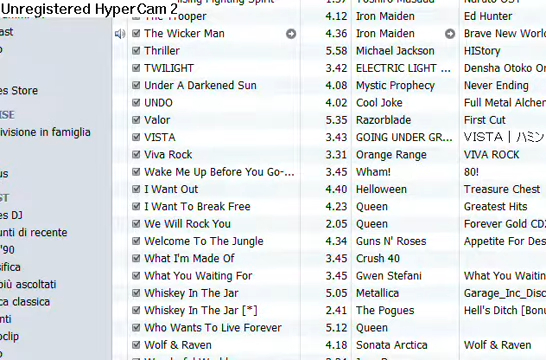 Unregistered HyperCam 2
The Trooper 4.12 Iron Maiden Ed Hunter
The Wicker Man 4.36 Iron Maiden Brave New World
Thriller 5.58 Michael Jackson HIStory
TWILIGHT 3.42 ELECTRIC LIGHT ... Densha Otoko Or
es Store Under A Darkened Sun 4.08 Mystic Prophecy Never Ending
UNDO 4.02 Cool Joke Full Metal Alchem
ISE Valor 5.35 Razorblade First Cut
ivisione in famiglia VISTA 3.43 GOING UNDER GR... VISTA | ハミン
Viva Rock 3.31 Orange Range VIVA ROCK
us Wake Me Up Before You Go-... 3.45 Wham! 80!
ST I Want Out 4.40 Helloween Treasure Chest
es DJ I Want To Break Free 4.23 Queen Greatest Hits
unti di recente We Will Rock You 2.05 Queen Forever Gold CD
'90 Welcome To The Jungle 4.34 Guns N' Roses Appetite For Des
sifica What I'm Made Of 3.45 Crush 40
più ascoltati What You Waiting For 3.45 Gwen Stefani What You Waiting
ca classica Whiskey In The Jar 5.05 Metallica Garage_Inc_Disc
nti Whiskey In The Jar [*] 2.41 The Pogues Hell's Ditch [Bonu
oclip Who Wants To Live Forever 5.12 Queen
li Wolf & Raven 4.18 Sonata Arctica Wolf & Raven